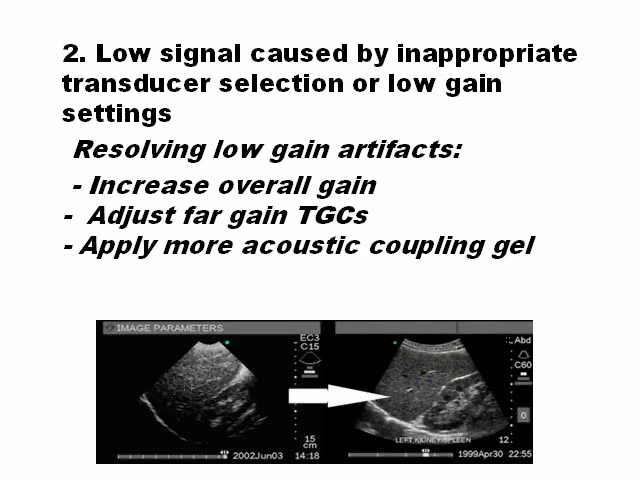 2. Low signal caused by inappropriate
transducer selection or low gain
settings
Resolving low gain artifacts:
- Increase overall gain
- Adjust far gain TGCs
- Apply more acoustic coupling gel
IMAGE PARAMETERS
EC3
C15
15
cm
2002Jun03 14:18
Abd
C60
0
LEFT KIDNEY/SPLEEN 12
1999Apr30 22:55